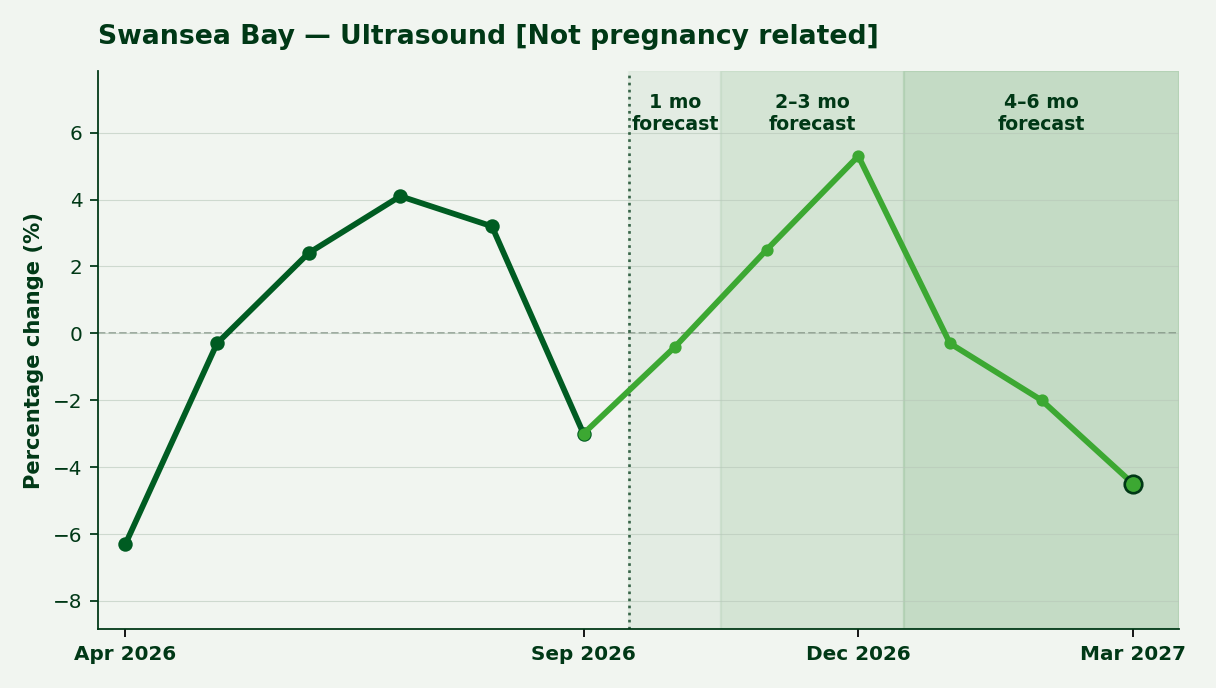 Swansea Bay — Ultrasound [Not pregnancy related]
1 mo
forecast
2–3 mo
forecast
4–6 mo
forecast
Percentage change (%)
6
4
2
0
−2
−4
−6
−8
Apr 2026
Sep 2026
Dec 2026
Mar 2027